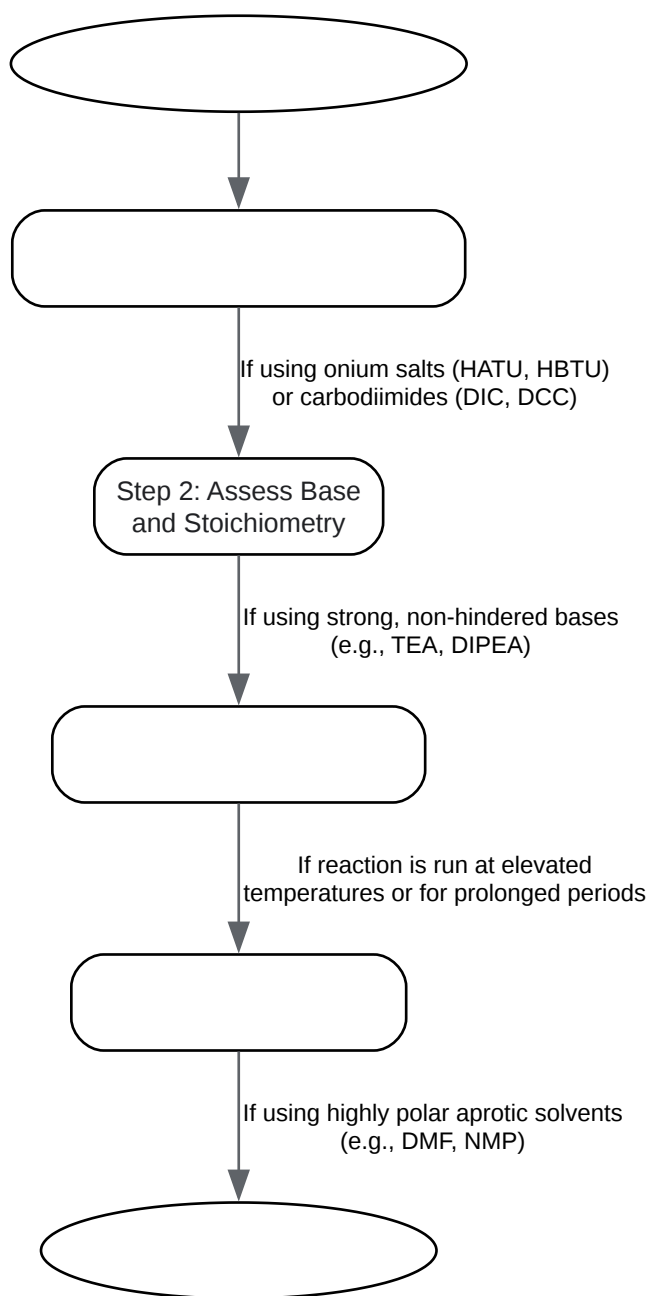 If using onium salts (HATU, HBTU)
or carbodiimides (DIC, DCC)
Step 2: Assess Base
and Stoichiometry
If using strong, non-hindered bases
(e.g., TEA, DIPEA)
If reaction is run at elevated
temperatures or for prolonged periods
If using highly polar aprotic solvents
(e.g., DMF, NMP)